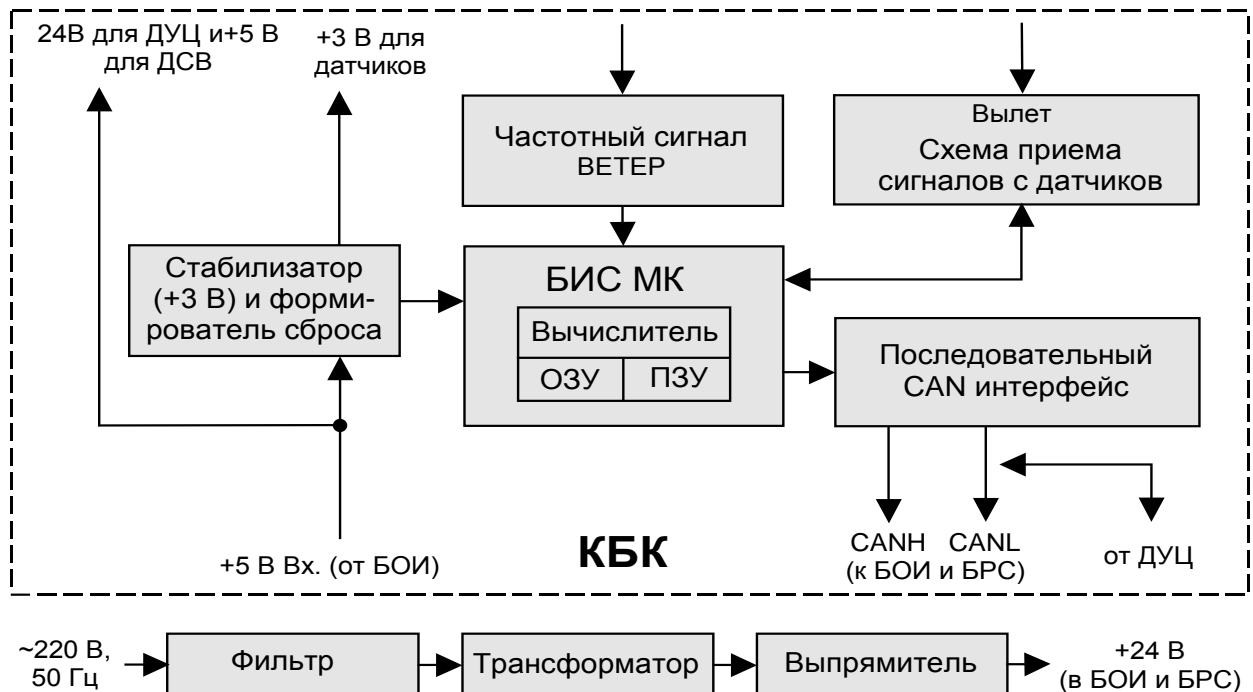 24В для ДУЦ и+5 В
для ДСВ
+3 В для
датчиков
Частотный сигнал
ВЕТЕР
Вылет
Схема приема
сигналов с датчиков
Стабилизатор
(+3 В) и форми-
рователь сброса
БИС МК
Вычислитель
ОЗУ
ПЗУ
Последовательный
CAN интерфейс
+5 В Вх. (от БОИ)
КБК
CANH CANL
(к БОИ и БРС)
от ДУЦ
~220 В,
50 Гц
Фильтр
Трансформатор
Выпрямитель
+24 В
(в БОИ и БРС)